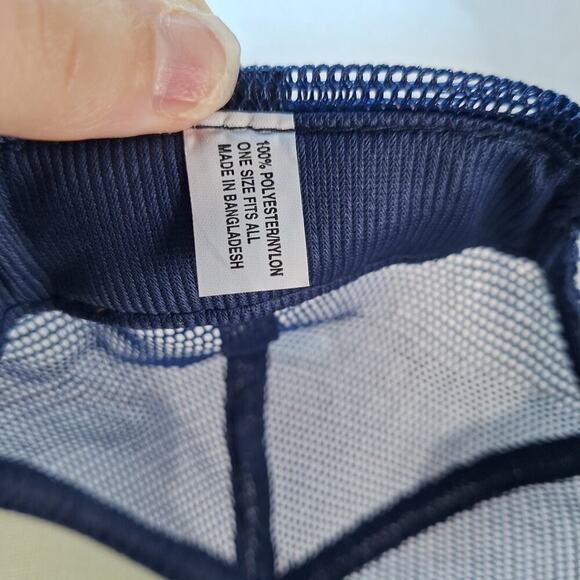 100% POLYESTER/NYLON
ONE SIZE FITS ALL
MADE IN BANGLADESH